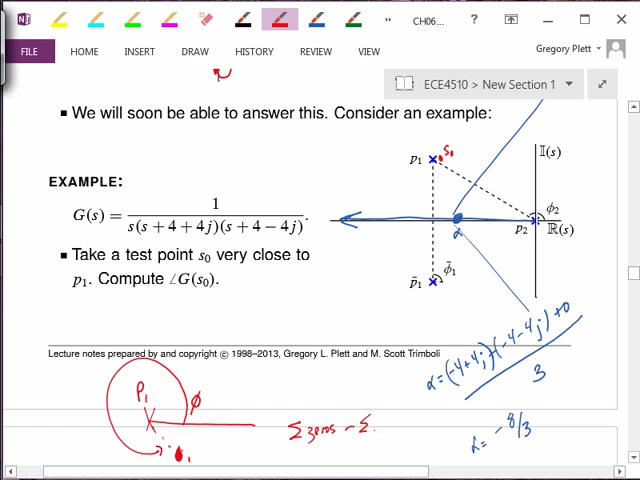 CH06...
Gregory Plett
FILE HOME INSERT DRAW HISTORY REVIEW VIEW
ECE4510 > New Section 1
We will soon be able to answer this. Consider an example:
EXAMPLE:
G(s) = 1 / s(s + 4 + 4j)(s + 4 − 4j).
Take a test point s0 very close to
p1. Compute ∠G(s0).
p1 s0 I(s)
ϕ2
α p2 R(s)
p̄1 ϕ̄1
Lecture notes prepared by and copyright © 1998–2013, Gregory L. Plett and M. Scott Trimboli
α = (-4+4j)+(-4-4j)+0
3
α = -8/3
P1 ϕ
Σ zeros - Σ